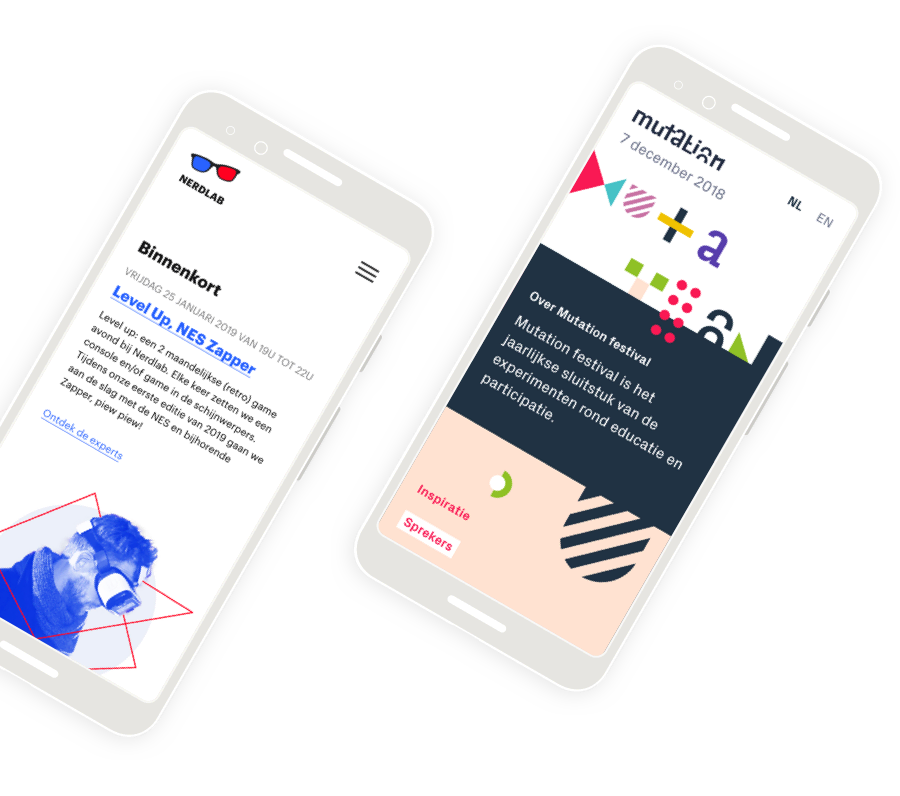 NERDLAB
Binnenkort
VRIJDAG 25 JANUARI 2019 VAN 19U TOT 22U
Level Up, NES Zapper
Level up: een 2 maandelijkse (retro) game
avond bij Nerdlab. Elke keer zetten we een
console en/of game in de schijnwerpers.
Tijdens onze eerste editie van 2019 gaan we
aan de slag met de NES en bijhorende
Zapper, piew piew!
Ontdek de experts
mutation
7 december 2018
NL EN
Over Mutation festival
Mutation festival is het
jaarlijkse sluitstuk van de
experimenten rond educatie en
participatie.
Inspiratie
Sprekers